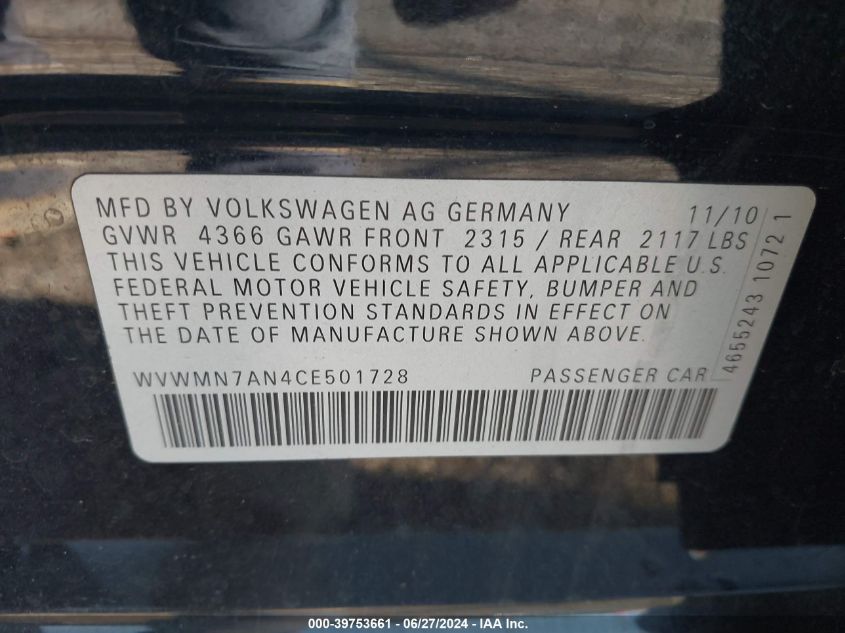 MFD BY VOLKSWAGEN AG GERMANY 11/10
GVWR 4366 GAWR FRONT 2315 / REAR 2117 LBS
THIS VEHICLE CONFORMS TO ALL APPLICABLE U.S.
FEDERAL MOTOR VEHICLE SAFETY, BUMPER AND
THEFT PREVENTION STANDARDS IN EFFECT ON
THE DATE OF MANUFACTURE SHOWN ABOVE.
WVWMN7AN4CE501728 PASSENGER CAR
4655243 10721
000-39753661 - 06/27/2024 - IAA Inc.